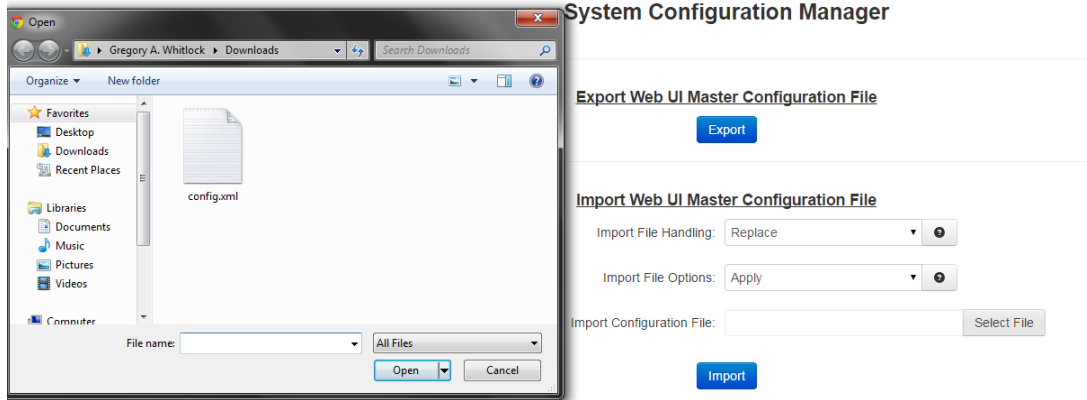 Open
Gregory A. Whitlock Downloads
Search Downloads
Organize
New folder
Favorites
Desktop
Downloads
Recent Places
Libraries
Documents
Music
Pictures
Videos
Computer
config.xml
File name:
All Files
Open
Cancel
System Configuration Manager
Export Web UI Master Configuration File
Export
Import Web UI Master Configuration File
Import File Handling: Replace
Import File Options: Apply
Import Configuration File: Select File
Import